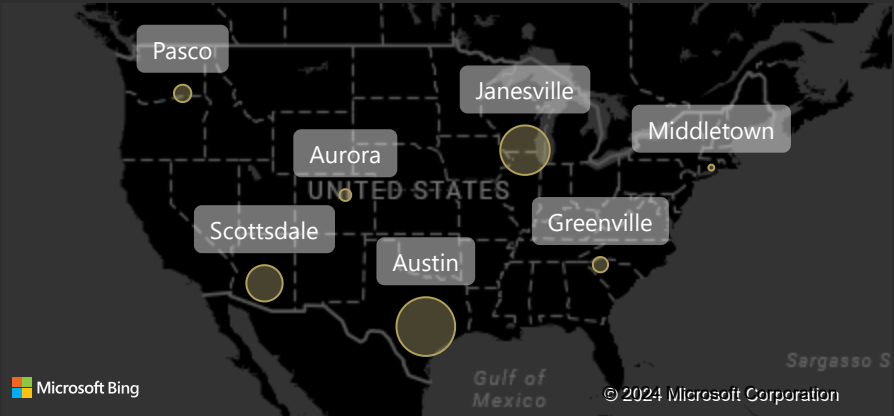 Pasco
Janesville
Middletown
Aurora
UNITED STATES
Scottsdale
Greenville
Austin
Gulf of
Mexico
Sargasso S
Microsoft Bing
© 2024 Microsoft Corporation